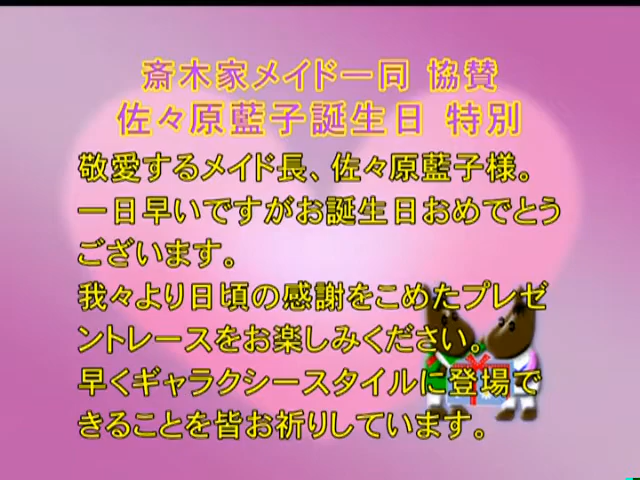 斎木家メイド一同 協賛
佐々原藍子誕生日 特別
敬愛するメイド長、佐々原藍子様。
一日早いですがお誕生日おめでとう
ございます。
我々より日頃の感謝をこめたプレゼ
ントレースをお楽しみください。
早くギャラクシースタイルに登場で
きることを皆お祈りしています。